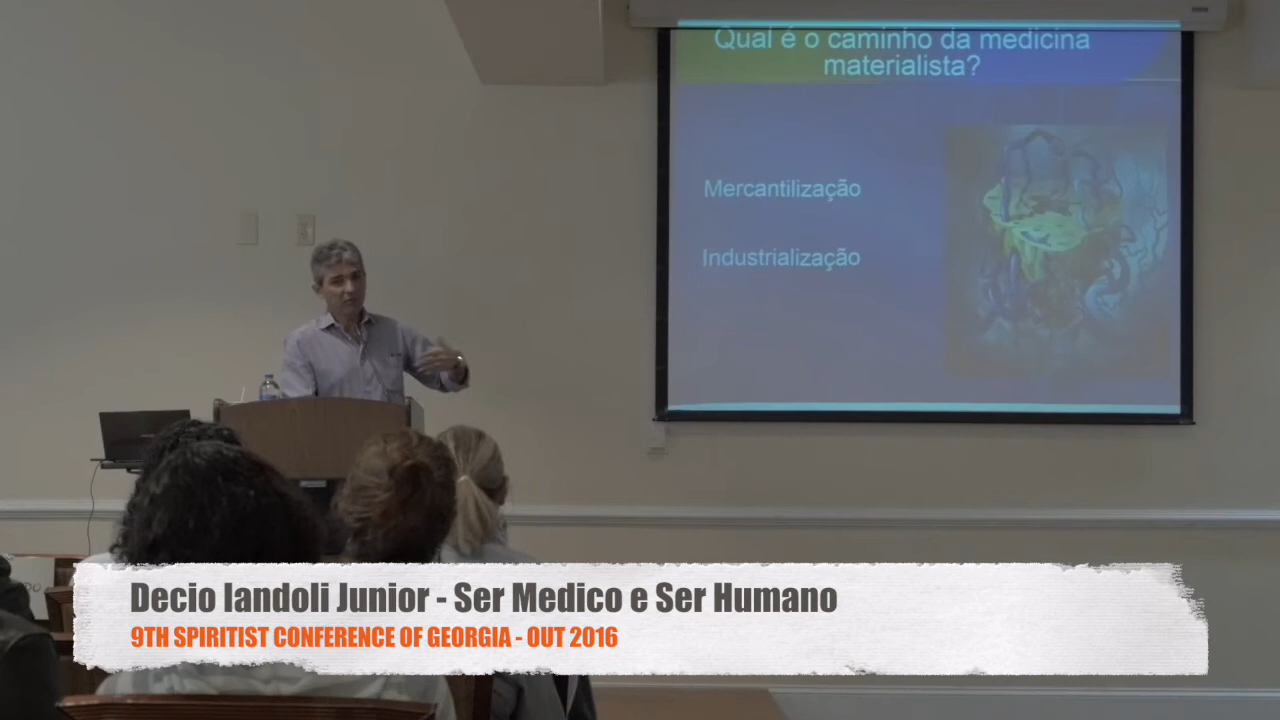 Qual é o caminho da medicina
materialista?
Mercantilização
Industrialização
Decio Iandoli Junior - Ser Medico e Ser Humano
9TH SPIRITIST CONFERENCE OF GEORGIA - OUT 2016